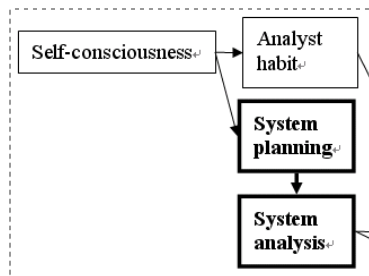 Self-consciousness
Analyst
habit
System
planning
System
analysis